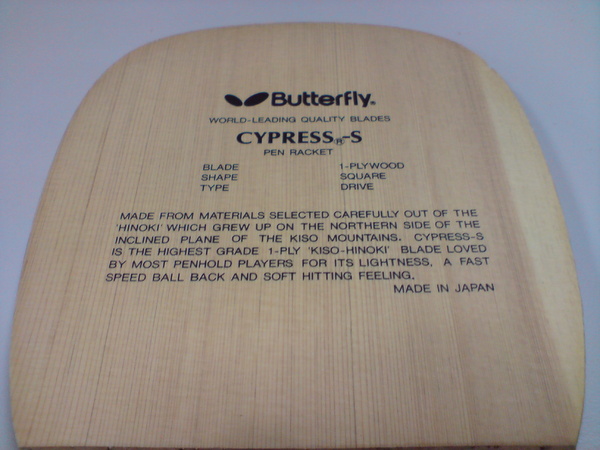 Butterfly®
WORLD-LEADING QUALITY BLADES
CYPRESS®-S
PEN RACKET
BLADE 1-PLYWOOD
SHAPE SQUARE
TYPE DRIVE
MADE FROM MATERIALS SELECTED CAREFULLY OUT OF THE
'HINOKI' WHICH GREW UP ON THE NORTHERN SIDE OF THE
INCLINED PLANE OF THE KISO MOUNTAINS. CYPRESS-S
IS THE HIGHEST GRADE 1-PLY 'KISO-HINOKI' BLADE LOVED
BY MOST PENHOLD PLAYERS FOR ITS LIGHTNESS, A FAST
SPEED BALL BACK AND SOFT HITTING FEELING.
MADE IN JAPAN